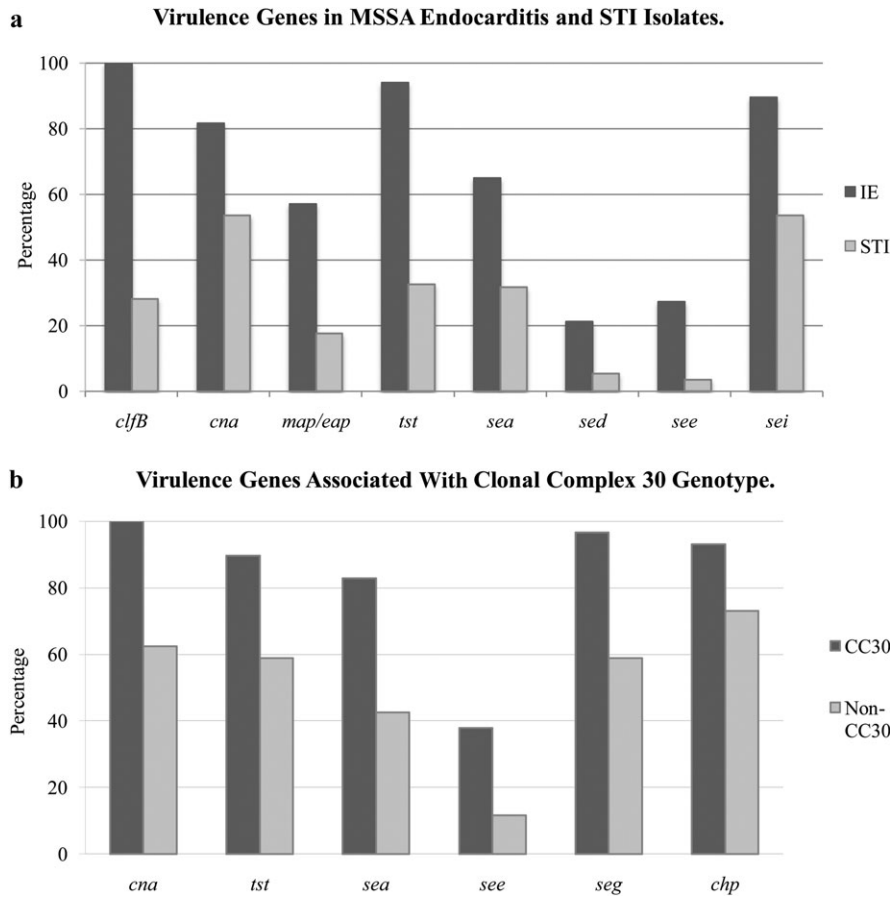 a
Virulence Genes in MSSA Endocarditis and STI Isolates.
100
80
60
40
20
0
Percentage
clfB cna map/eap tst sea sed see sei
IE
STI
b
Virulence Genes Associated With Clonal Complex 30 Genotype.
100
80
60
40
20
0
Percentage
cna tst sea see seg chp
CC30
Non-
CC30